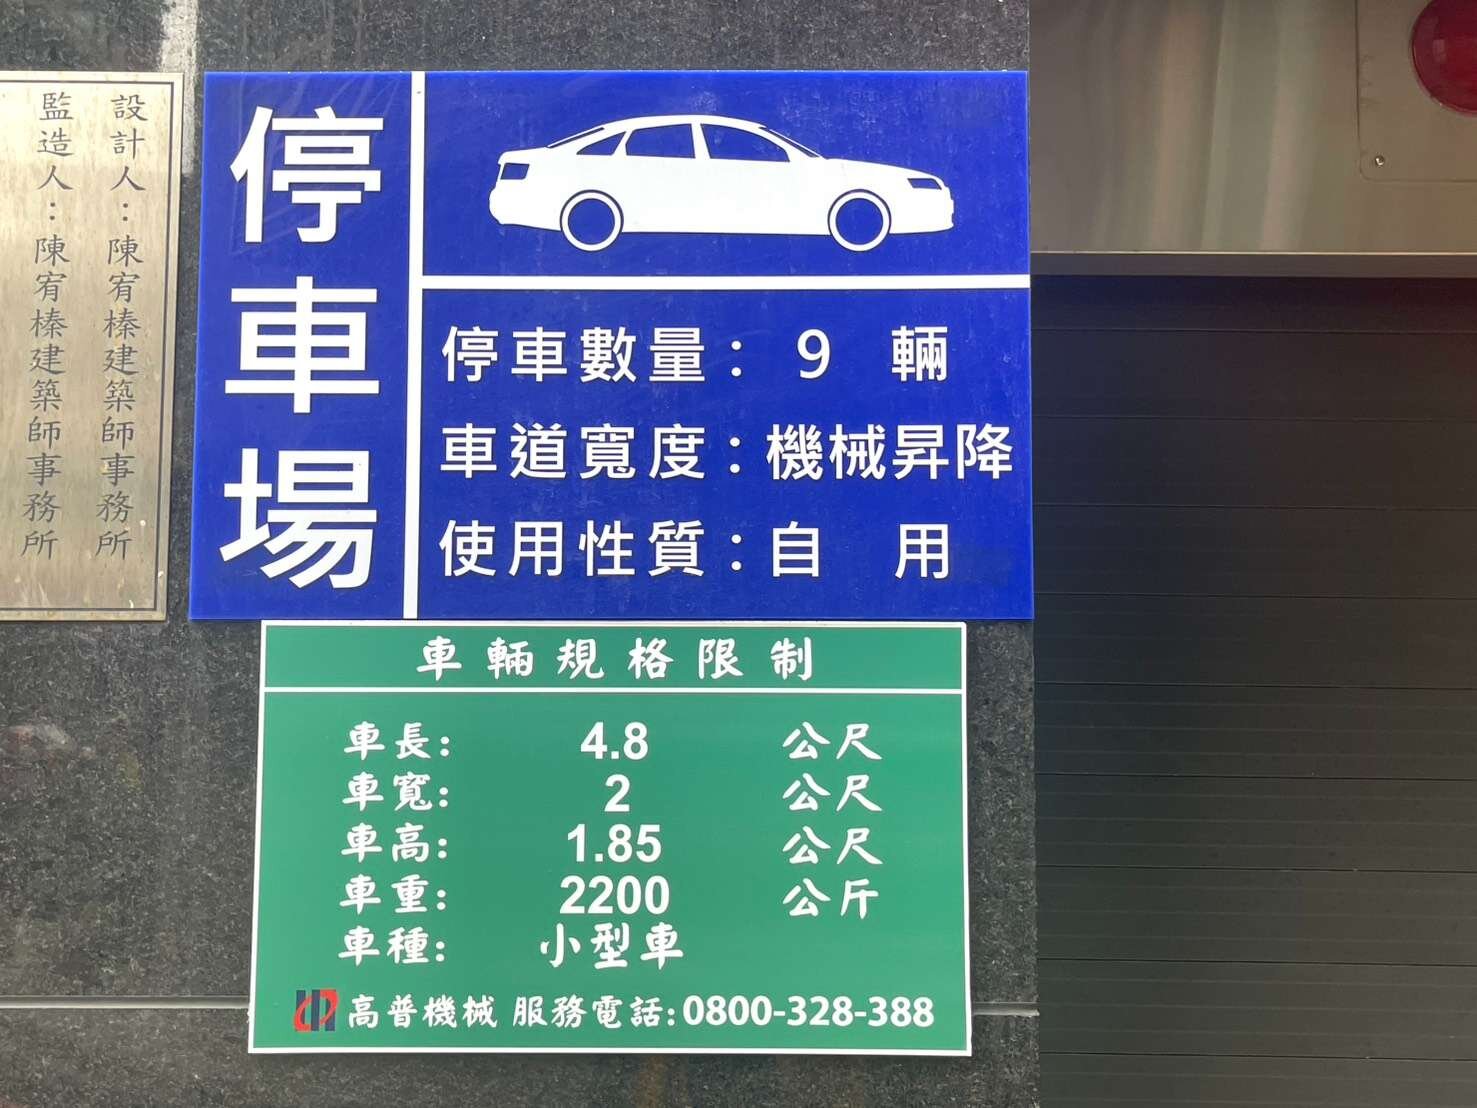 設計人：陳宥榛建築師事務所
監造人：陳宥榛建築師事務所
停車場
停車數量： 9 輛
車道寬度：機械昇降
使用性質：自 用
車輛規格限制
車長: 4.8 公尺
車寬: 2 公尺
車高: 1.85 公尺
車重: 2200 公斤
車種: 小型車
高普機械 服務電話:0800-328-388